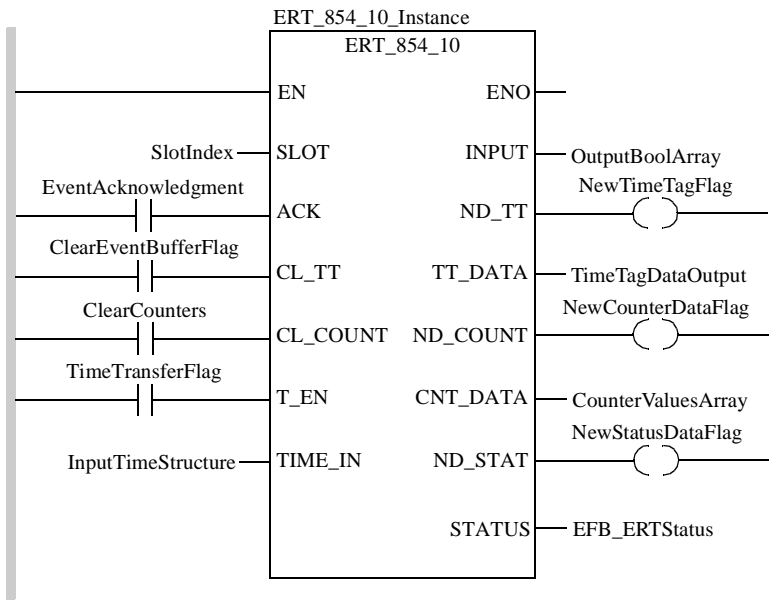 ERT_854_10_Instance
ERT_854_10
EN ENO
SlotIndex SLOT INPUT OutputBoolArray
EventAcknowledgment NewTimeTagFlag
ACK ND_TT
ClearEventBufferFlag
CL_TT TT_DATA TimeTagDataOutput
ClearCounters NewCounterDataFlag
CL_COUNT ND_COUNT
TimeTransferFlag
T_EN CNT_DATA CounterValuesArray
NewStatusDataFlag
InputTimeStructure TIME_IN ND_STAT
STATUS EFB_ERTStatus